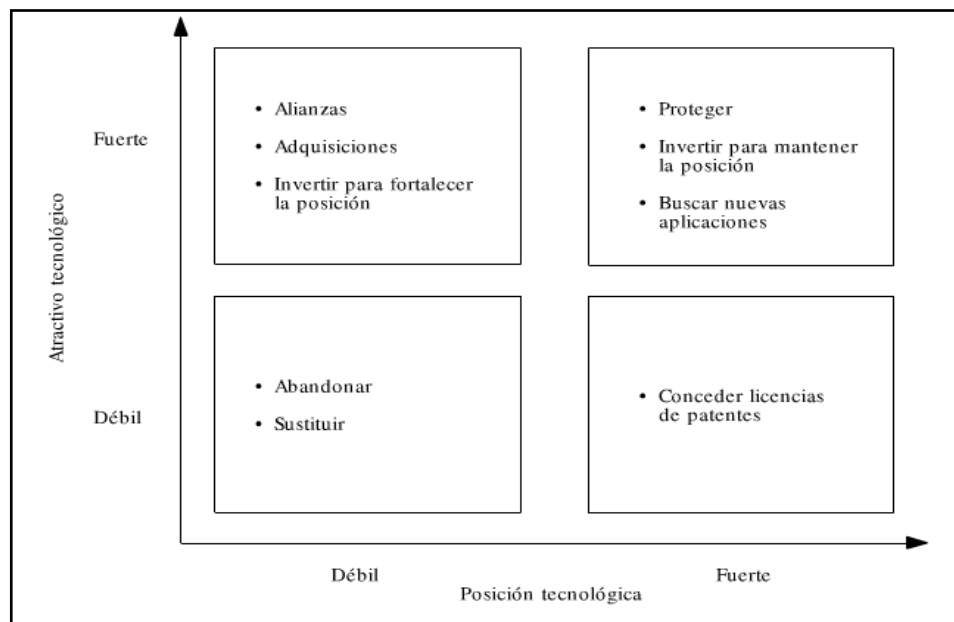 Atractivo tecnológico
Fuerte
• Alianzas
• Adquisiciones
• Invertir para fortalecer
la posición
• Proteger
• Invertir para mantener
la posición
• Buscar nuevas
aplicaciones
Débil
• Abandonar
• Sustituir
• Conceder licencias
de patentes
Débil
Fuerte
Posición tecnológica